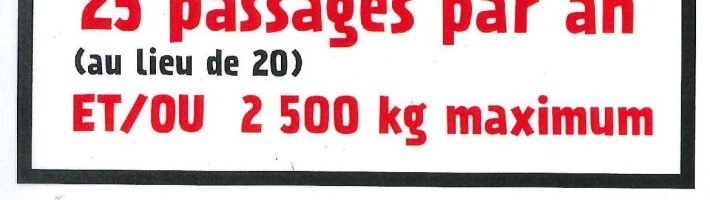 25 passages par an
(au lieu de 20)
ET/OU 2 500 kg maximum